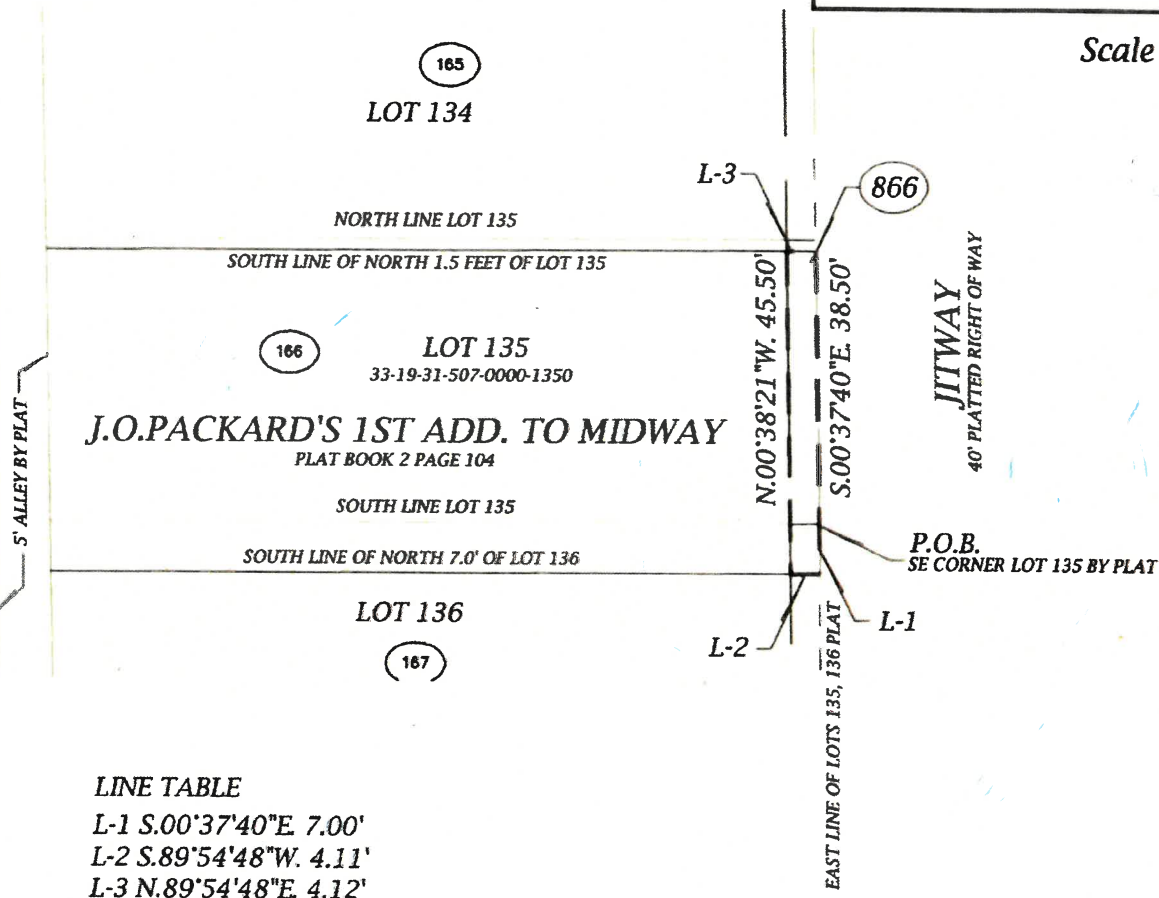 Scale
165
LOT 134
L-3
866
NORTH LINE LOT 135
SOUTH LINE OF NORTH 1.5 FEET OF LOT 135
N.00°38'21"W. 45.50'
S.00°37'40"E. 38.50'
JITWAY
40' PLATTED RIGHT OF WAY
166
LOT 135
33-19-31-507-0000-1350
J.O.PACKARD'S 1ST ADD. TO MIDWAY
PLAT BOOK 2 PAGE 104
5' ALLEY BY PLAT
SOUTH LINE LOT 135
SOUTH LINE OF NORTH 7.0' OF LOT 136
P.O.B.
SE CORNER LOT 135 BY PLAT
LOT 136
167
L-2
L-1
EAST LINE OF LOTS 135, 136 PLAT
LINE TABLE
L-1 S.00°37'40"E. 7.00'
L-2 S.89°54'48"W. 4.11'
L-3 N.89°54'48"E. 4.12'